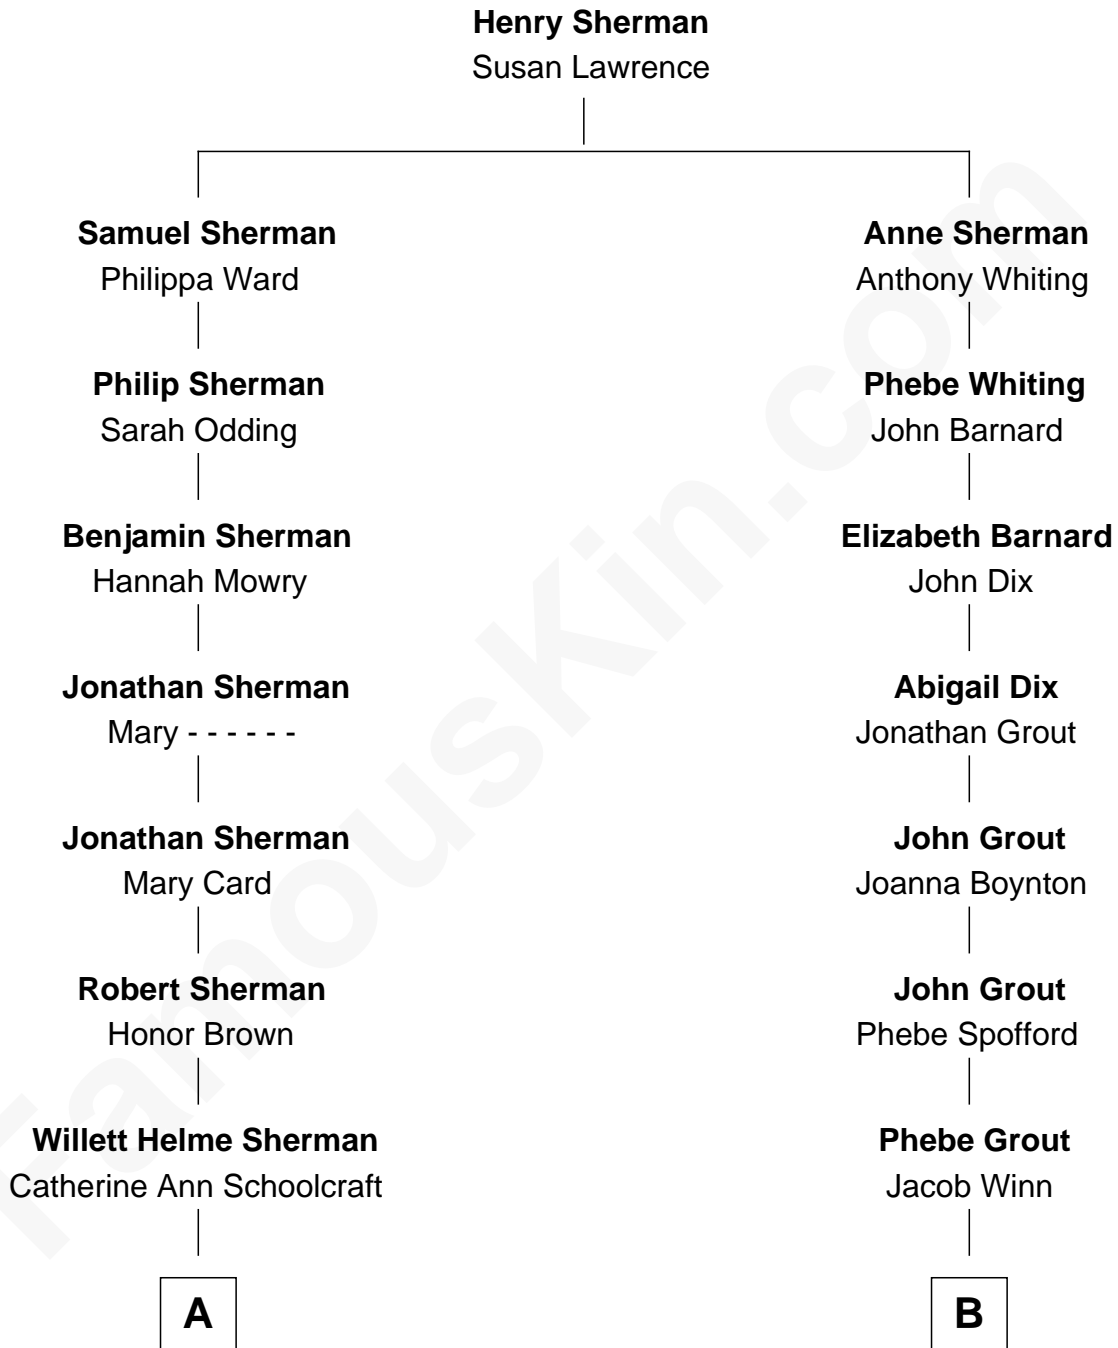 Henry Sherman
Susan Lawrence
Samuel Sherman
Philippa Ward
Philip Sherman
Sarah Odding
Benjamin Sherman
Hannah Mowry
Jonathan Sherman
Mary - - - - - -
Jonathan Sherman
Mary Card
Robert Sherman
Honor Brown
Willett Helme Sherman
Catherine Ann Schoolcraft
A
Anne Sherman
Anthony Whiting
Phebe Whiting
John Barnard
Elizabeth Barnard
John Dix
Abigail Dix
Jonathan Grout
John Grout
Joanna Boynton
John Grout
Phebe Spofford
Phebe Grout
Jacob Winn
B
FamousKin.com